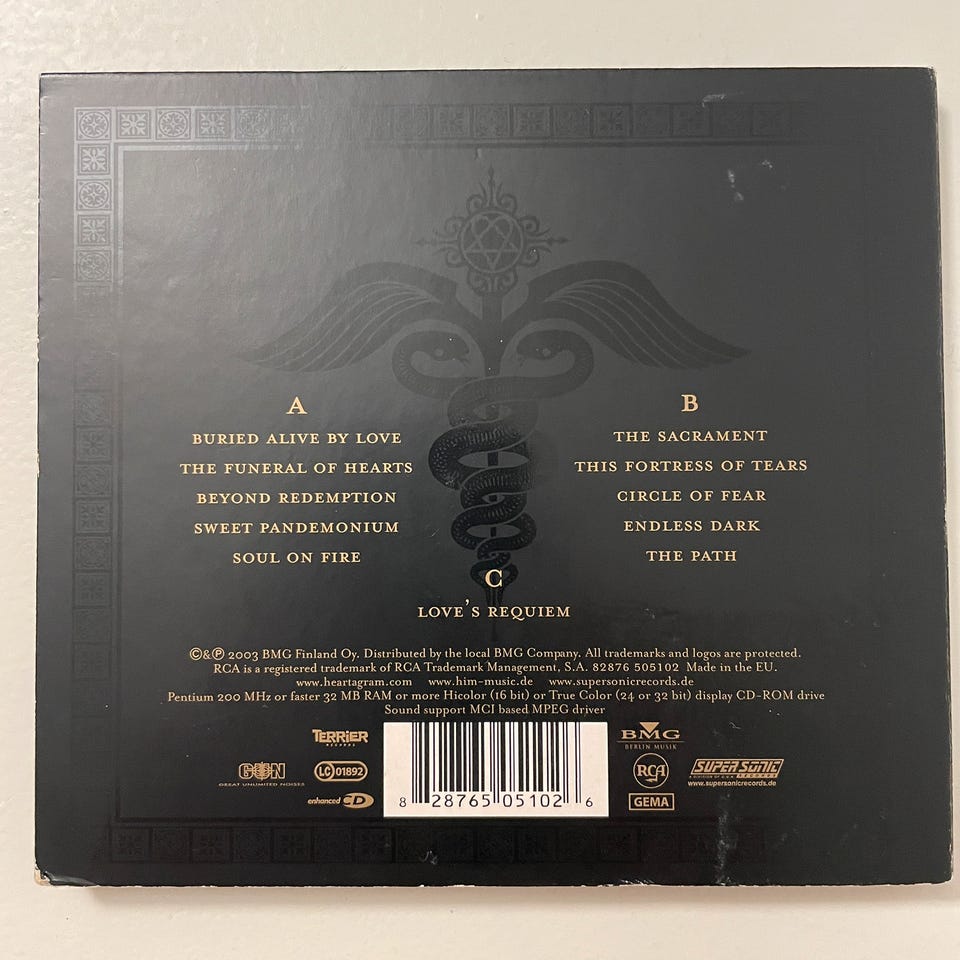 A
BURIED ALIVE BY LOVE
THE FUNERAL OF HEARTS
BEYOND REDEMPTION
SWEET PANDEMONIUM
SOUL ON FIRE
B
THE SACRAMENT
THIS FORTRESS OF TEARS
CIRCLE OF FEAR
ENDLESS DARK
THE PATH
C
LOVE'S REQUIEM
©&℗ 2003 BMG Finland Oy. Distributed by the local BMG Company. All trademarks and logos are protected.
RCA is a registered trademark of RCA Trademark Management, S.A. 82876 505102 Made in the EU.
www.heartagram.com www.him-music.de www.supersonicrecords.de
Pentium 200 MHz or faster 32 MB RAM or more Hicolor (16 bit) or True Color (24 or 32 bit) display CD-ROM drive
Sound support MCI based MPEG driver
TERRIER
RECORDS
GUN
GREAT UNLIMITED NOISES
LC 01892
enhanced CD
8 28765 05102 6
BMG
BERLIN MUSIK
RCA
GEMA
SUPERSONIC
RECORDS
www.supersonicrecords.de